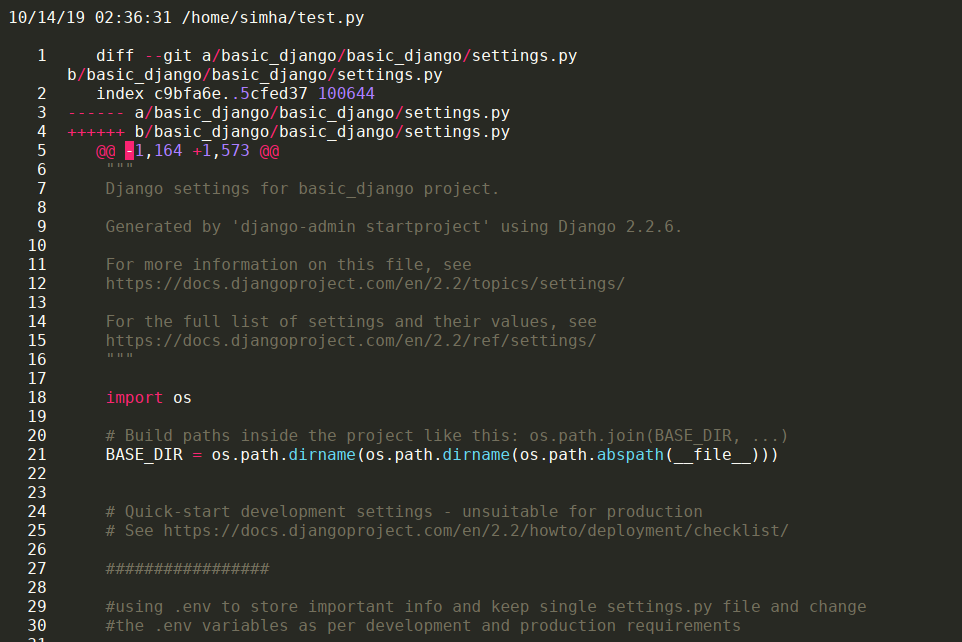 10/14/19 02:36:31 /home/simha/test.py
1 diff --git a/basic_django/basic_django/settings.py
b/basic_django/basic_django/settings.py
2 index c9bfa6e..5cfed37 100644
3 ------ a/basic_django/basic_django/settings.py
4 ++++++ b/basic_django/basic_django/settings.py
5 @@ -1,164 +1,573 @@
6 """
7 Django settings for basic_django project.
8
9 Generated by 'django-admin startproject' using Django 2.2.6.
10
11 For more information on this file, see
12 https://docs.djangoproject.com/en/2.2/topics/settings/
13
14 For the full list of settings and their values, see
15 https://docs.djangoproject.com/en/2.2/ref/settings/
16 """
17
18 import os
19
20 # Build paths inside the project like this: os.path.join(BASE_DIR, ...)
21 BASE_DIR = os.path.dirname(os.path.dirname(os.path.abspath(__file__)))
22
23
24 # Quick-start development settings - unsuitable for production
25 # See https://docs.djangoproject.com/en/2.2/howto/deployment/checklist/
26
27 #################
28
29 #using .env to store important info and keep single settings.py file and change
30 #the .env variables as per development and production requirements